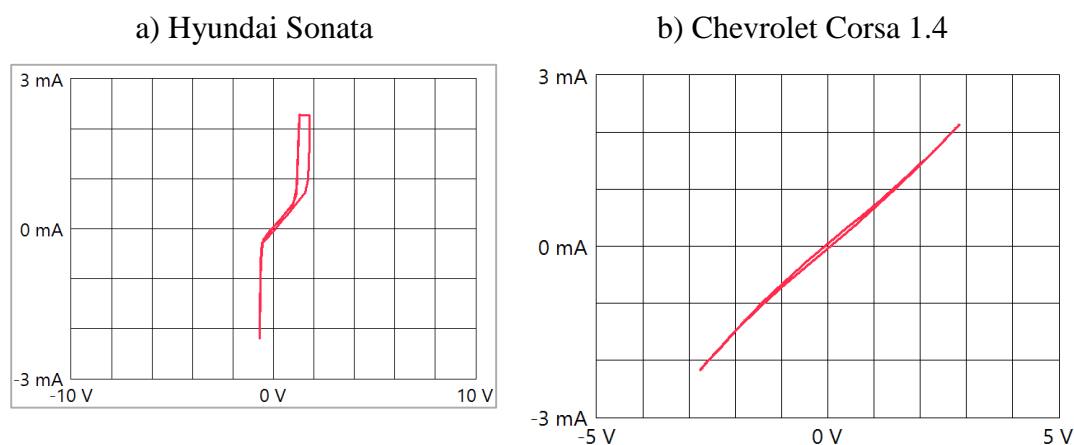 a) Hyundai Sonata
b) Chevrolet Corsa 1.4
3 mA
0 mA
-3 mA
-10 V
0 V
10 V
3 mA
0 mA
-3 mA
-5 V
0 V
5 V